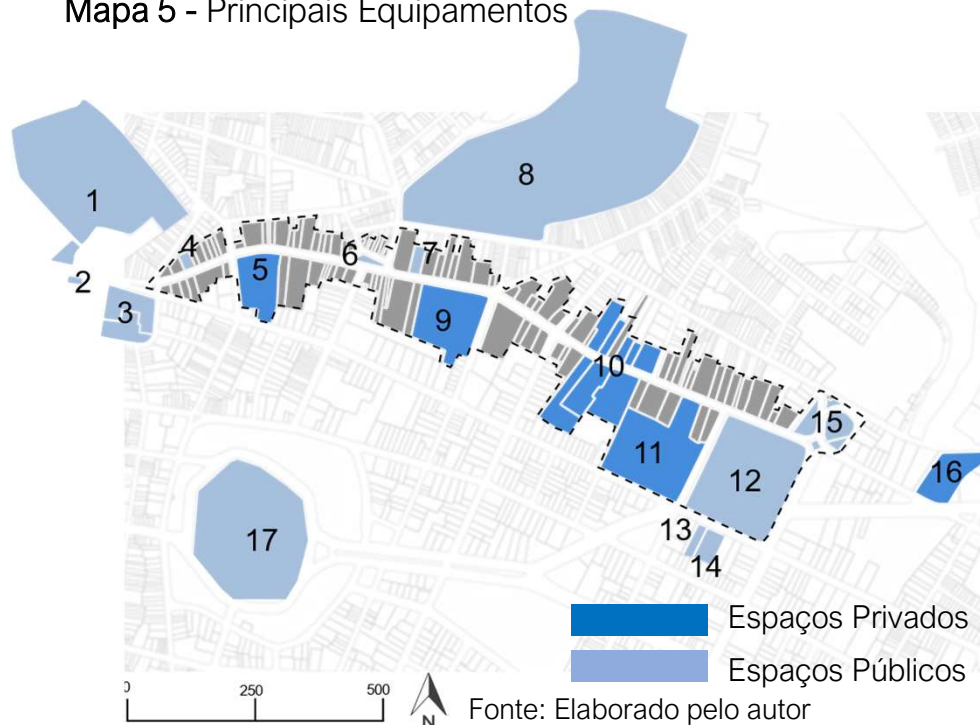 Mapa 5 - Principais Equipamentos
8
1
4
7
6
5
2
3
9
10
15
11
16
12
13
17
14
Espaços Privados
Espaços Públicos
0 250 500
N
Fonte: Elaborado pelo autor